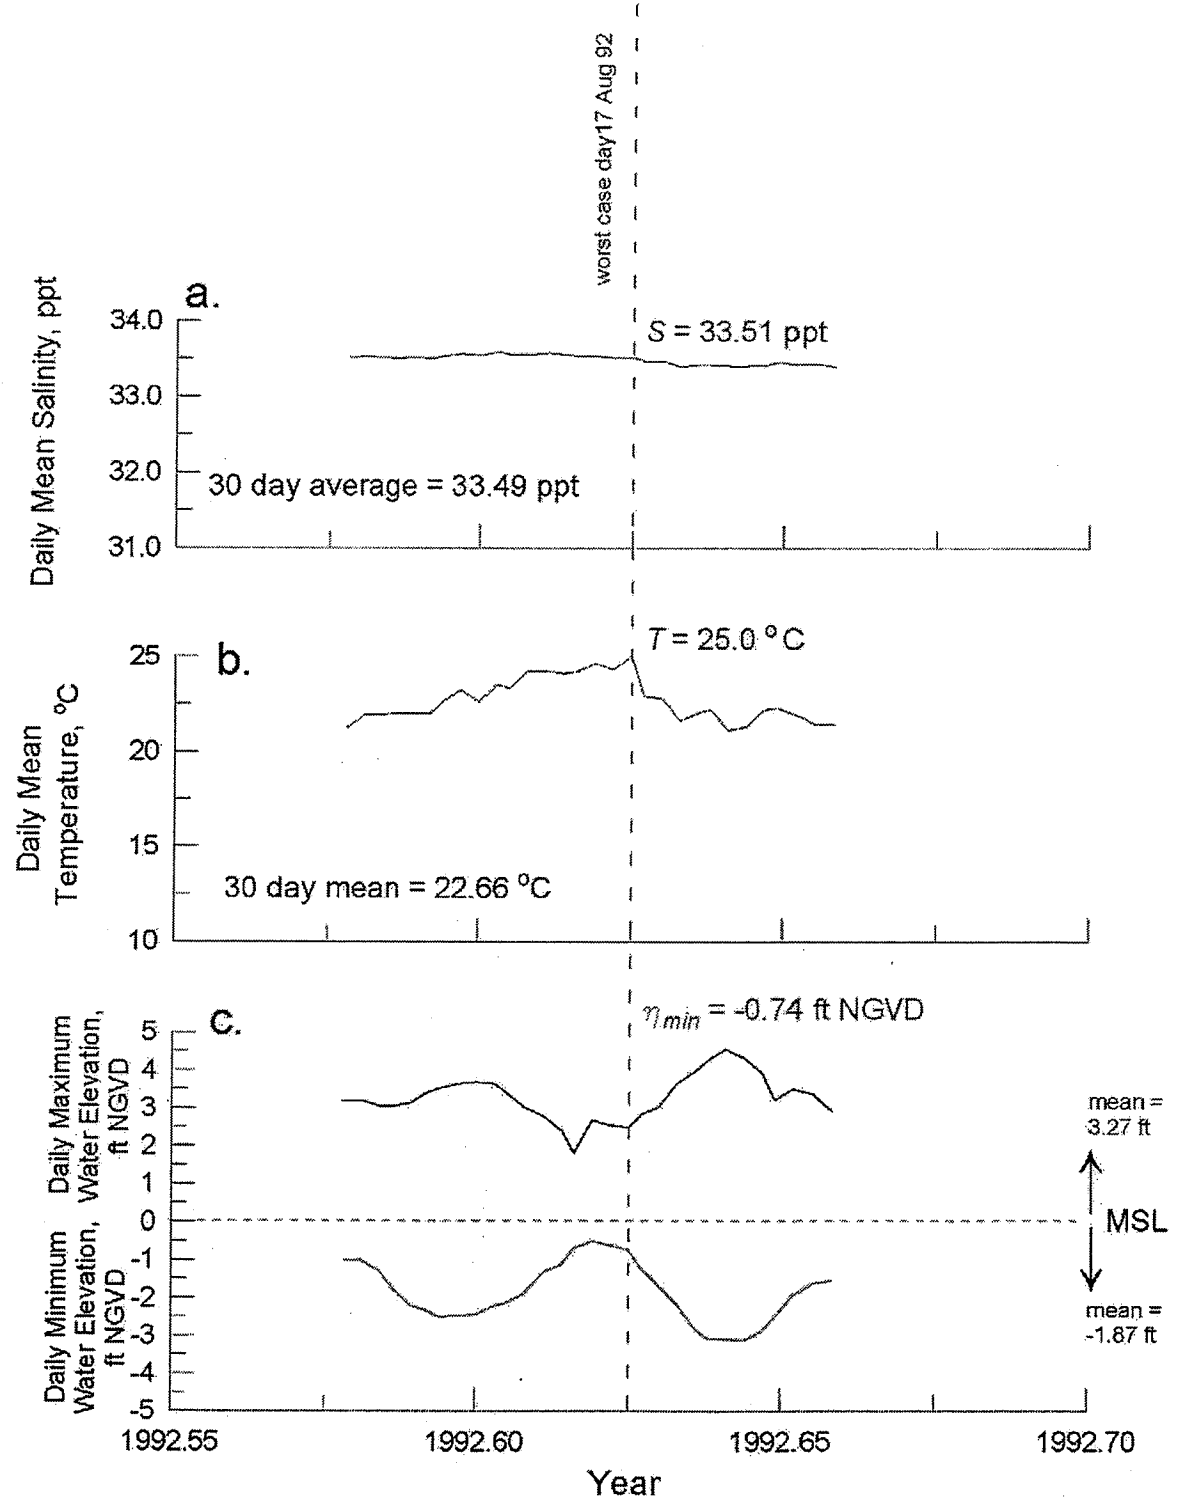 worst case day17 Aug 92
a.
Daily Mean Salinity, ppt
34.0
33.0
32.0
31.0
S = 33.51 ppt
30 day average = 33.49 ppt
b.
Daily Mean
Temperature, ºC
25
20
15
10
T = 25.0 ºC
30 day mean = 22.66 ºC
c.
Daily Maximum
Water Elevation,
ft NGVD
Daily Minimum
Water Elevation,
ft NGVD
5
4
3
2
1
0
-1
-2
-3
-4
-5
ηmin = -0.74 ft NGVD
mean =
3.27 ft
MSL
mean =
-1.87 ft
1992.55 1992.60 1992.65 1992.70
Year